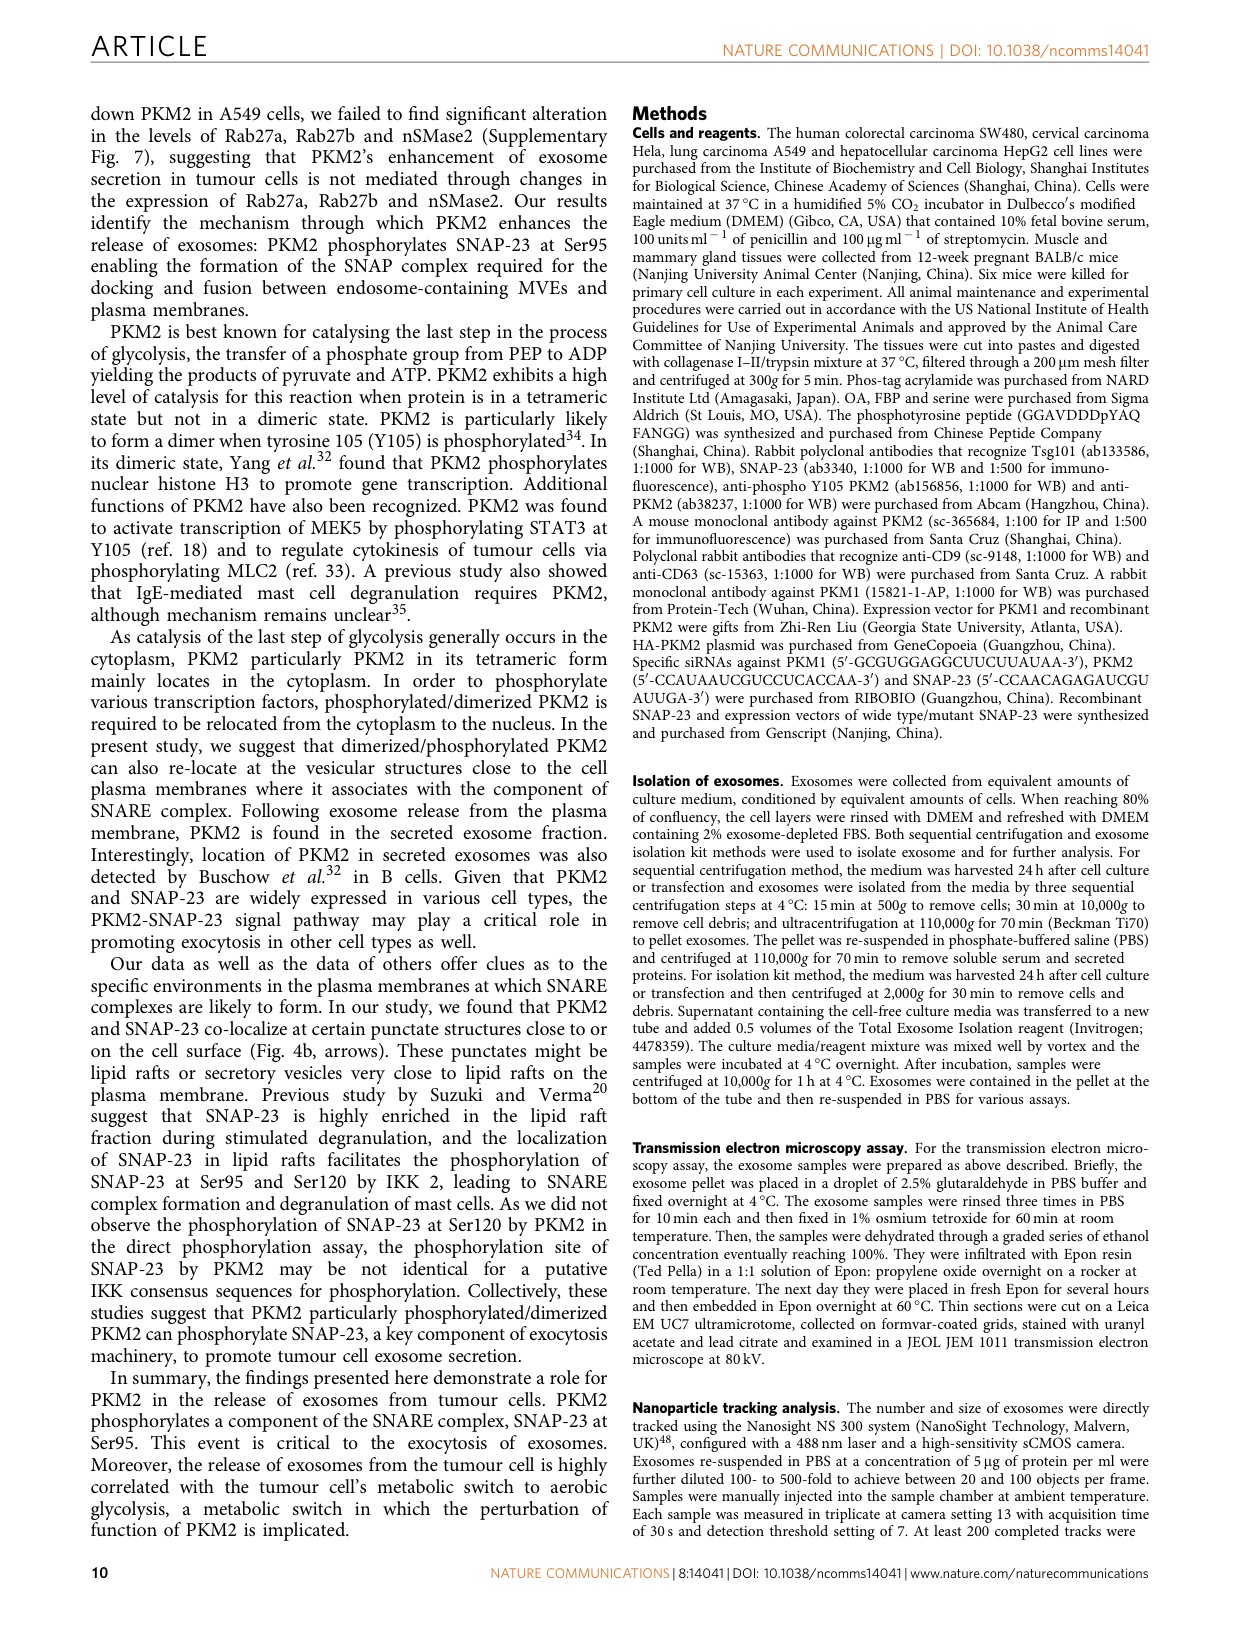 ARTICLE
NATURE COMMUNICATIONS | DOI: 10.1038/ncomms14041
down PKM2 in A549 cells, we failed to find significant alteration
in the levels of Rab27a, Rab27b and nSMase2 (Supplementary
Fig. 7), suggesting that PKM2's enhancement of exosome
secretion in tumour cells is not mediated through changes in
the expression of Rab27a, Rab27b and nSMase2. Our results
identify the mechanism through which PKM2 enhances the
release of exosomes: PKM2 phosphorylates SNAP-23 at Ser95
enabling the formation of the SNAP complex required for the
docking and fusion between endosome-containing MVEs and
plasma membranes.
PKM2 is best known for catalysing the last step in the process
of glycolysis, the transfer of a phosphate group from PEP to ADP
yielding the products of pyruvate and ATP. PKM2 exhibits a high
level of catalysis for this reaction when protein is in a tetrameric
state but not in a dimeric state. PKM2 is particularly likely
to form a dimer when tyrosine 105 (Y105) is phosphorylated34. In
its dimeric state, Yang et al.32 found that PKM2 phosphorylates
nuclear histone H3 to promote gene transcription. Additional
functions of PKM2 have also been recognized. PKM2 was found
to activate transcription of MEK5 by phosphorylating STAT3 at
Y105 (ref. 18) and to regulate cytokinesis of tumour cells via
phosphorylating MLC2 (ref. 33). A previous study also showed
that IgE-mediated mast cell degranulation requires PKM2,
although mechanism remains unclear35.
As catalysis of the last step of glycolysis generally occurs in the
cytoplasm, PKM2 particularly PKM2 in its tetrameric form
mainly locates in the cytoplasm. In order to phosphorylate
various transcription factors, phosphorylated/dimerized PKM2 is
required to be relocated from the cytoplasm to the nucleus. In the
present study, we suggest that dimerized/phosphorylated PKM2
can also re-locate at the vesicular structures close to the cell
plasma membranes where it associates with the component of
SNARE complex. Following exosome release from the plasma
membrane, PKM2 is found in the secreted exosome fraction.
Interestingly, location of PKM2 in secreted exosomes was also
detected by Buschow et al.32 in B cells. Given that PKM2
and SNAP-23 are widely expressed in various cell types, the
PKM2-SNAP-23 signal pathway may play a critical role in
promoting exocytosis in other cell types as well.
Our data as well as the data of others offer clues as to the
specific environments in the plasma membranes at which SNARE
complexes are likely to form. In our study, we found that PKM2
and SNAP-23 co-localize at certain punctate structures close to or
on the cell surface (Fig. 4b, arrows). These punctates might be
lipid rafts or secretory vesicles very close to lipid rafts on the
plasma membrane. Previous study by Suzuki and Verma20
suggest that SNAP-23 is highly enriched in the lipid raft
fraction during stimulated degranulation, and the localization
of SNAP-23 in lipid rafts facilitates the phosphorylation of
SNAP-23 at Ser95 and Ser120 by IKK 2, leading to SNARE
complex formation and degranulation of mast cells. As we did not
observe the phosphorylation of SNAP-23 at Ser120 by PKM2 in
the direct phosphorylation assay, the phosphorylation site of
SNAP-23 by PKM2 may be not identical for a putative
IKK consensus sequences for phosphorylation. Collectively, these
studies suggest that PKM2 particularly phosphorylated/dimerized
PKM2 can phosphorylate SNAP-23, a key component of exocytosis
machinery, to promote tumour cell exosome secretion.
In summary, the findings presented here demonstrate a role for
PKM2 in the release of exosomes from tumour cells. PKM2
phosphorylates a component of the SNARE complex, SNAP-23 at
Ser95. This event is critical to the exocytosis of exosomes.
Moreover, the release of exosomes from the tumour cell is highly
correlated with the tumour cell's metabolic switch to aerobic
glycolysis, a metabolic switch in which the perturbation of
function of PKM2 is implicated.
Methods
Cells and reagents. The human colorectal carcinoma SW480, cervical carcinoma
Hela, lung carcinoma A549 and hepatocellular carcinoma HepG2 cell lines were
purchased from the Institute of Biochemistry and Cell Biology, Shanghai Institutes
for Biological Science, Chinese Academy of Sciences (Shanghai, China). Cells were
maintained at 37 °C in a humidified 5% CO2 incubator in Dulbecco's modified
Eagle medium (DMEM) (Gibco, CA, USA) that contained 10% fetal bovine serum,
100 units ml−1 of penicillin and 100 μg ml−1 of streptomycin. Muscle and
mammary gland tissues were collected from 12-week pregnant BALB/c mice
(Nanjing University Animal Center (Nanjing, China). Six mice were killed for
primary cell culture in each experiment. All animal maintenance and experimental
procedures were carried out in accordance with the US National Institute of Health
Guidelines for Use of Experimental Animals and approved by the Animal Care
Committee of Nanjing University. The tissues were cut into pastes and digested
with collagenase I–II/trypsin mixture at 37 °C, filtered through a 200 μm mesh filter
and centrifuged at 300g for 5 min. Phos-tag acrylamide was purchased from NARD
Institute Ltd (Amagasaki, Japan). OA, FBP and serine were purchased from Sigma
Aldrich (St Louis, MO, USA). The phosphotyrosine peptide (GGAVDDDpYAQ
FANGG) was synthesized and purchased from Chinese Peptide Company
(Shanghai, China). Rabbit polyclonal antibodies that recognize Tsg101 (ab133586,
1:1000 for WB), SNAP-23 (ab3340, 1:1000 for WB and 1:500 for immuno-
fluorescence), anti-phospho Y105 PKM2 (ab156856, 1:1000 for WB) and anti-
PKM2 (ab38237, 1:1000 for WB) were purchased from Abcam (Hangzhou, China).
A mouse monoclonal antibody against PKM2 (sc-365684, 1:100 for IP and 1:500
for immunofluorescence) was purchased from Santa Cruz (Shanghai, China).
Polyclonal rabbit antibodies that recognize anti-CD9 (sc-9148, 1:1000 for WB) and
anti-CD63 (sc-15363, 1:1000 for WB) were purchased from Santa Cruz. A rabbit
monoclonal antibody against PKM1 (15821-1-AP, 1:1000 for WB) was purchased
from Protein-Tech (Wuhan, China). Expression vector for PKM1 and recombinant
PKM2 were gifts from Zhi-Ren Liu (Georgia State University, Atlanta, USA).
HA-PKM2 plasmid was purchased from GeneCopoeia (Guangzhou, China).
Specific siRNAs against PKM1 (5′-GCGUGGAGGCUUCUUAUAA-3′), PKM2
(5′-CCAUAAUCGUCCUCACCAA-3′) and SNAP-23 (5′-CCAACAGAGAUCGU
AUUGA-3′) were purchased from RIBOBIO (Guangzhou, China). Recombinant
SNAP-23 and expression vectors of wide type/mutant SNAP-23 were synthesized
and purchased from Genscript (Nanjing, China).
Isolation of exosomes. Exosomes were collected from equivalent amounts of
culture medium, conditioned by equivalent amounts of cells. When reaching 80%
of confluency, the cell layers were rinsed with DMEM and refreshed with DMEM
containing 2% exosome-depleted FBS. Both sequential centrifugation and exosome
isolation kit methods were used to isolate exosome and for further analysis. For
sequential centrifugation method, the medium was harvested 24 h after cell culture
or transfection and exosomes were isolated from the media by three sequential
centrifugation steps at 4 °C: 15 min at 500g to remove cells; 30 min at 10,000g to
remove cell debris; and ultracentrifugation at 110,000g for 70 min (Beckman Ti70)
to pellet exosomes. The pellet was re-suspended in phosphate-buffered saline (PBS)
and centrifuged at 110,000g for 70 min to remove soluble serum and secreted
proteins. For isolation kit method, the medium was harvested 24 h after cell culture
or transfection and then centrifuged at 2,000g for 30 min to remove cells and
debris. Supernatant containing the cell-free culture media was transferred to a new
tube and added 0.5 volumes of the Total Exosome Isolation reagent (Invitrogen;
4478359). The culture media/reagent mixture was mixed well by vortex and the
samples were incubated at 4 °C overnight. After incubation, samples were
centrifuged at 10,000g for 1 h at 4 °C. Exosomes were contained in the pellet at the
bottom of the tube and then re-suspended in PBS for various assays.
Transmission electron microscopy assay. For the transmission electron micro-
scopy assay, the exosome samples were prepared as above described. Briefly, the
exosome pellet was placed in a droplet of 2.5% glutaraldehyde in PBS buffer and
fixed overnight at 4 °C. The exosome samples were rinsed three times in PBS
for 10 min each and then fixed in 1% osmium tetroxide for 60 min at room
temperature. Then, the samples were dehydrated through a graded series of ethanol
concentration eventually reaching 100%. They were infiltrated with Epon resin
(Ted Pella) in a 1:1 solution of Epon: propylene oxide overnight on a rocker at
room temperature. The next day they were placed in fresh Epon for several hours
and then embedded in Epon overnight at 60 °C. Thin sections were cut on a Leica
EM UC7 ultramicrotome, collected on formvar-coated grids, stained with uranyl
acetate and lead citrate and examined in a JEOL JEM 1011 transmission electron
microscope at 80 kV.
Nanoparticle tracking analysis. The number and size of exosomes were directly
tracked using the Nanosight NS 300 system (NanoSight Technology, Malvern,
UK)48, configured with a 488 nm laser and a high-sensitivity sCMOS camera.
Exosomes re-suspended in PBS at a concentration of 5 μg of protein per ml were
further diluted 100- to 500-fold to achieve between 20 and 100 objects per frame.
Samples were manually injected into the sample chamber at ambient temperature.
Each sample was measured in triplicate at camera setting 13 with acquisition time
of 30 s and detection threshold setting of 7. At least 200 completed tracks were
10
NATURE COMMUNICATIONS | 8:14041 | DOI: 10.1038/ncomms14041 | www.nature.com/naturecommunications